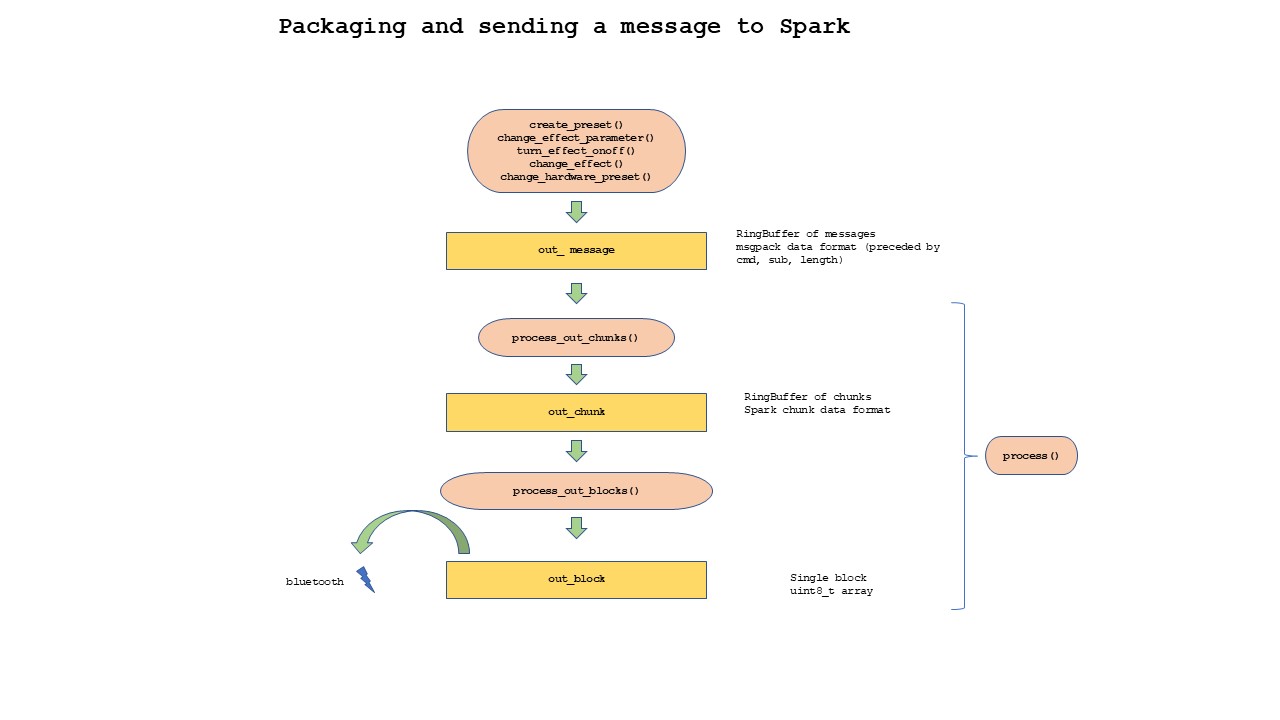 Packaging and sending a message to Spark
create_preset()
change_effect_parameter()
turn_effect_onoff()
change_effect()
change_hardware_preset()
out_ message
RingBuffer of messages
msgpack data format (preceded by
cmd, sub, length)
process_out_chunks()
out_chunk
RingBuffer of chunks
Spark chunk data format
process()
process_out_blocks()
bluetooth
out_block
Single block
uint8_t array